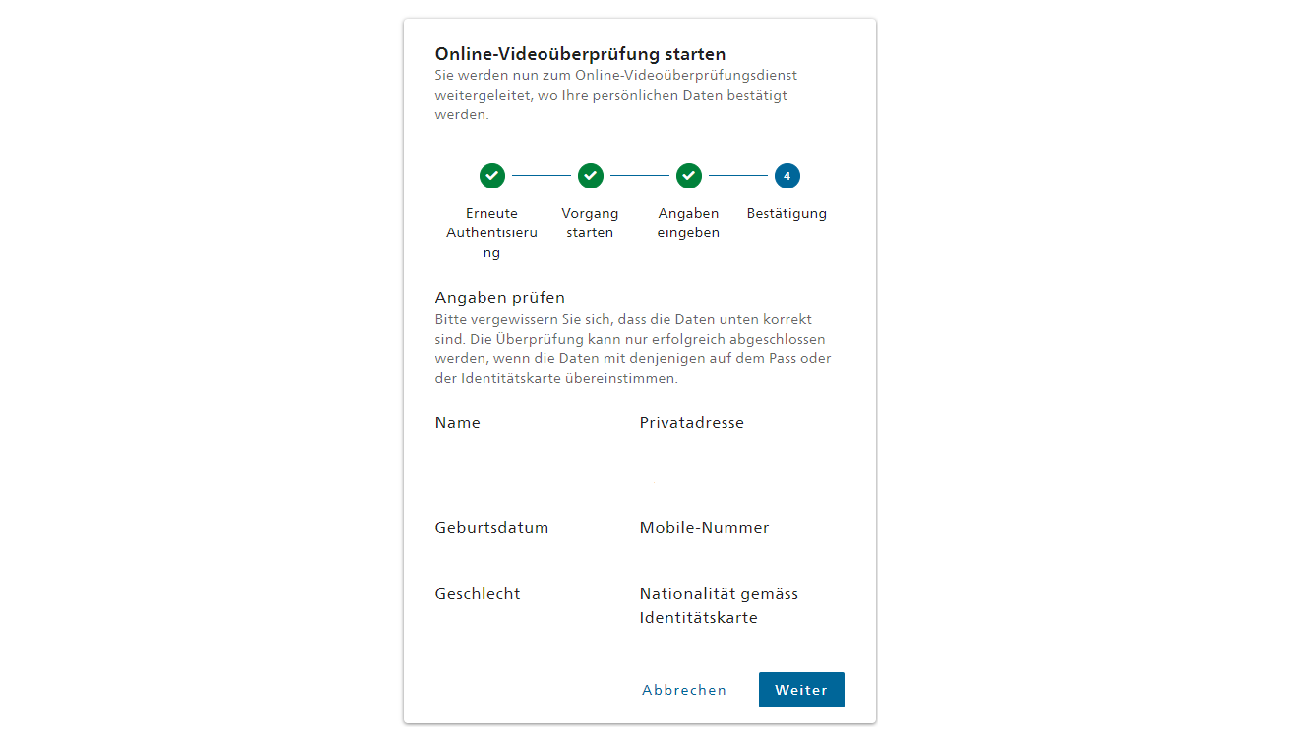 Online-Videoüberprüfung starten
Sie werden nun zum Online-Videoüberprüfungsdienst
weitergeleitet, wo Ihre persönlichen Daten bestätigt
werden.
4
Erneute
Authentisieru
ng
Vorgang
starten
Angaben
eingeben
Bestätigung
Angaben prüfen
Bitte vergewissern Sie sich, dass die Daten unten korrekt
sind. Die Überprüfung kann nur erfolgreich abgeschlossen
werden, wenn die Daten mit denjenigen auf dem Pass oder
der Identitätskarte übereinstimmen.
Name
Privatadresse
Geburtsdatum
Mobile-Nummer
Geschlecht
Nationalität gemäss
Identitätskarte
Abbrechen
Weiter